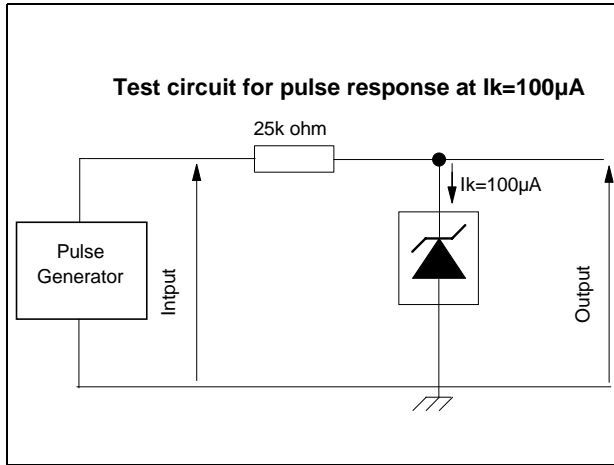 Test circuit for pulse response at Ik=100µA
25k ohm
Ik=100µA
Pulse
Generator
Intput
Output